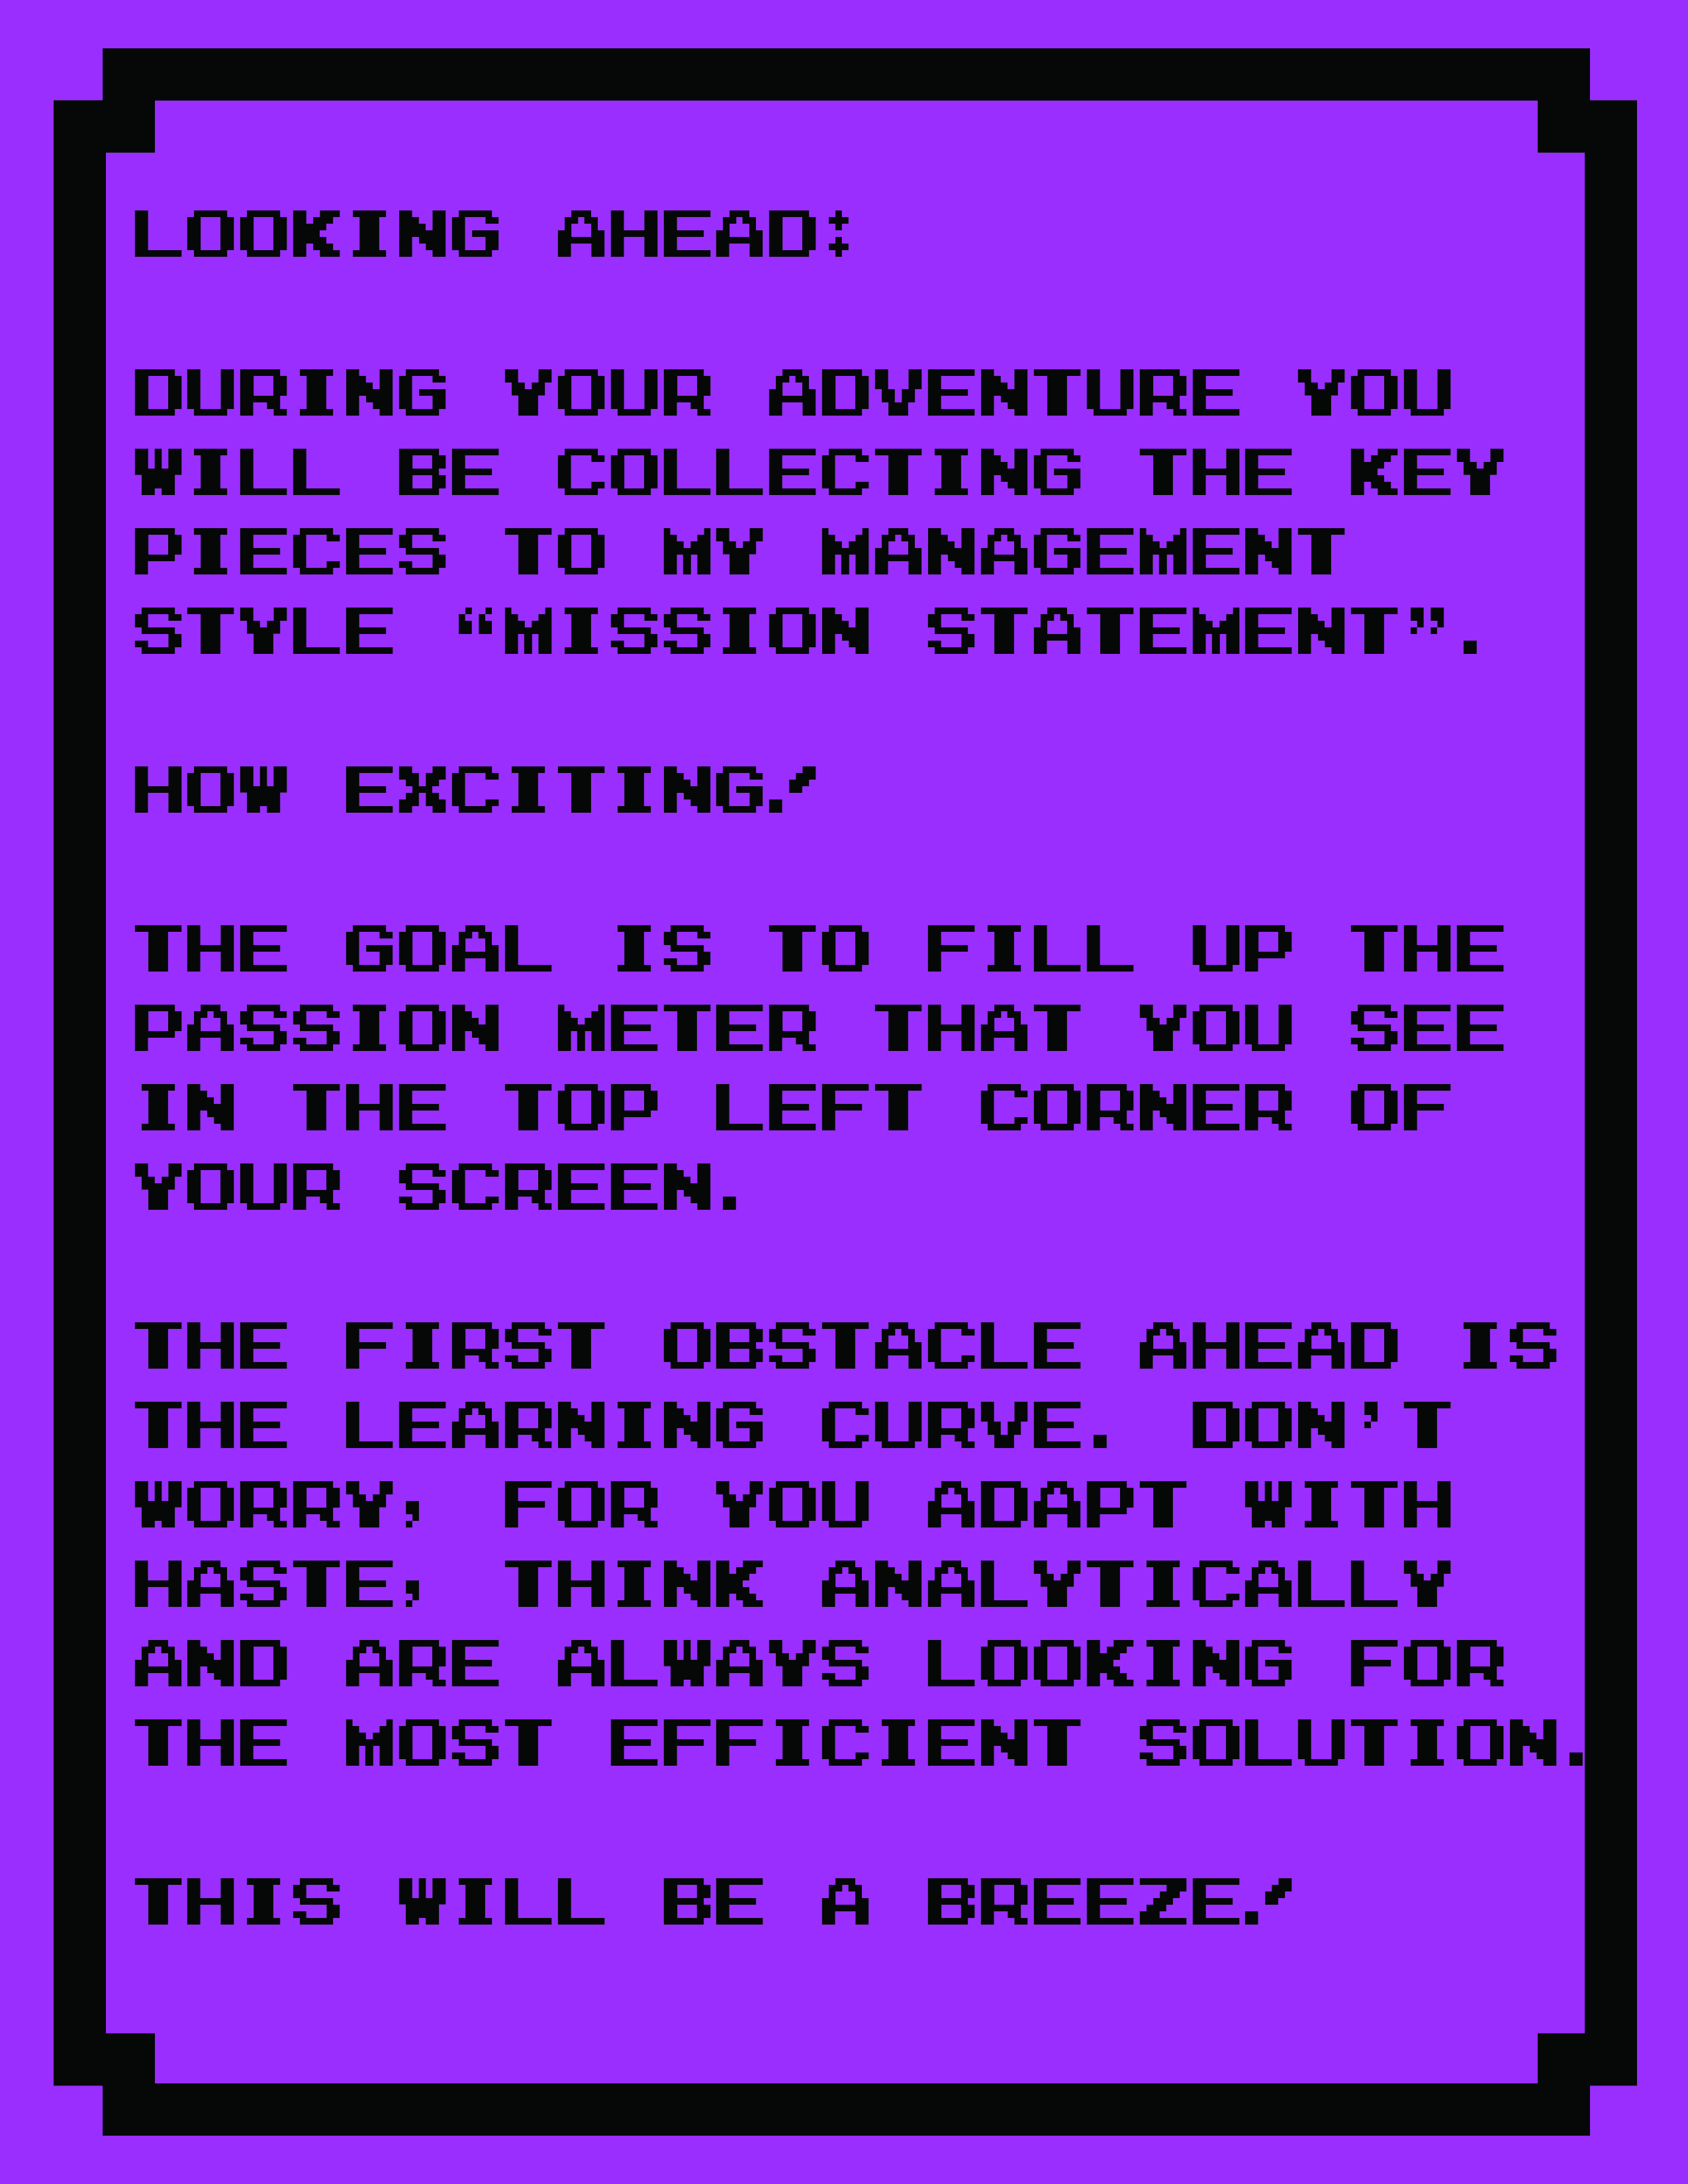 LOOKING AHEAD:
DURING YOUR ADVENTURE YOU
WILL BE COLLECTING THE KEY
PIECES TO MY MANAGEMENT
STYLE “MISSION STATEMENT”.
HOW EXCITING!
THE GOAL IS TO FILL UP THE
PASSION METER THAT YOU SEE
IN THE TOP LEFT CORNER OF
YOUR SCREEN.
THE FIRST OBSTACLE AHEAD IS
THE LEARNING CURVE. DON’T
WORRY, FOR YOU ADAPT WITH
HASTE, THINK ANALYTICALLY
AND ARE ALWAYS LOOKING FOR
THE MOST EFFICIENT SOLUTION.
THIS WILL BE A BREEZE!